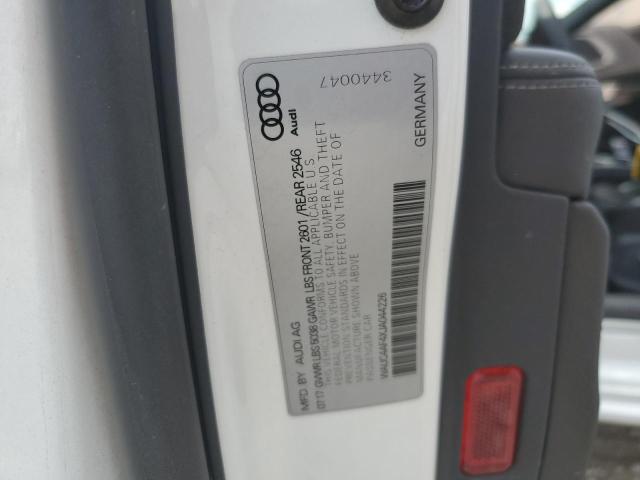 MFD BY AUDI AG
07/17 GVWR LBS 5038 GAWR LBS FRONT 2601 / REAR 2546
THIS VEHICLE CONFORMS TO ALL APPLICABLE U S
FEDERAL MOTOR VEHICLE SAFETY, BUMPER AND THEFT
PREVENTION STANDARDS IN EFFECT ON THE DATE OF
MANUFACTURE SHOWN ABOVE
PASSENGER CAR
WAUC4AF4XJA044226
Audi
3440047
GERMANY